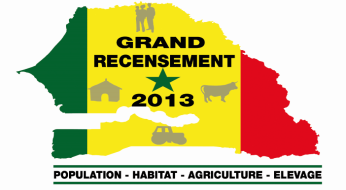 GRAND
RECENSEMENT
2013
POPULATION - HABITAT - AGRICULTURE - ELEVAGE